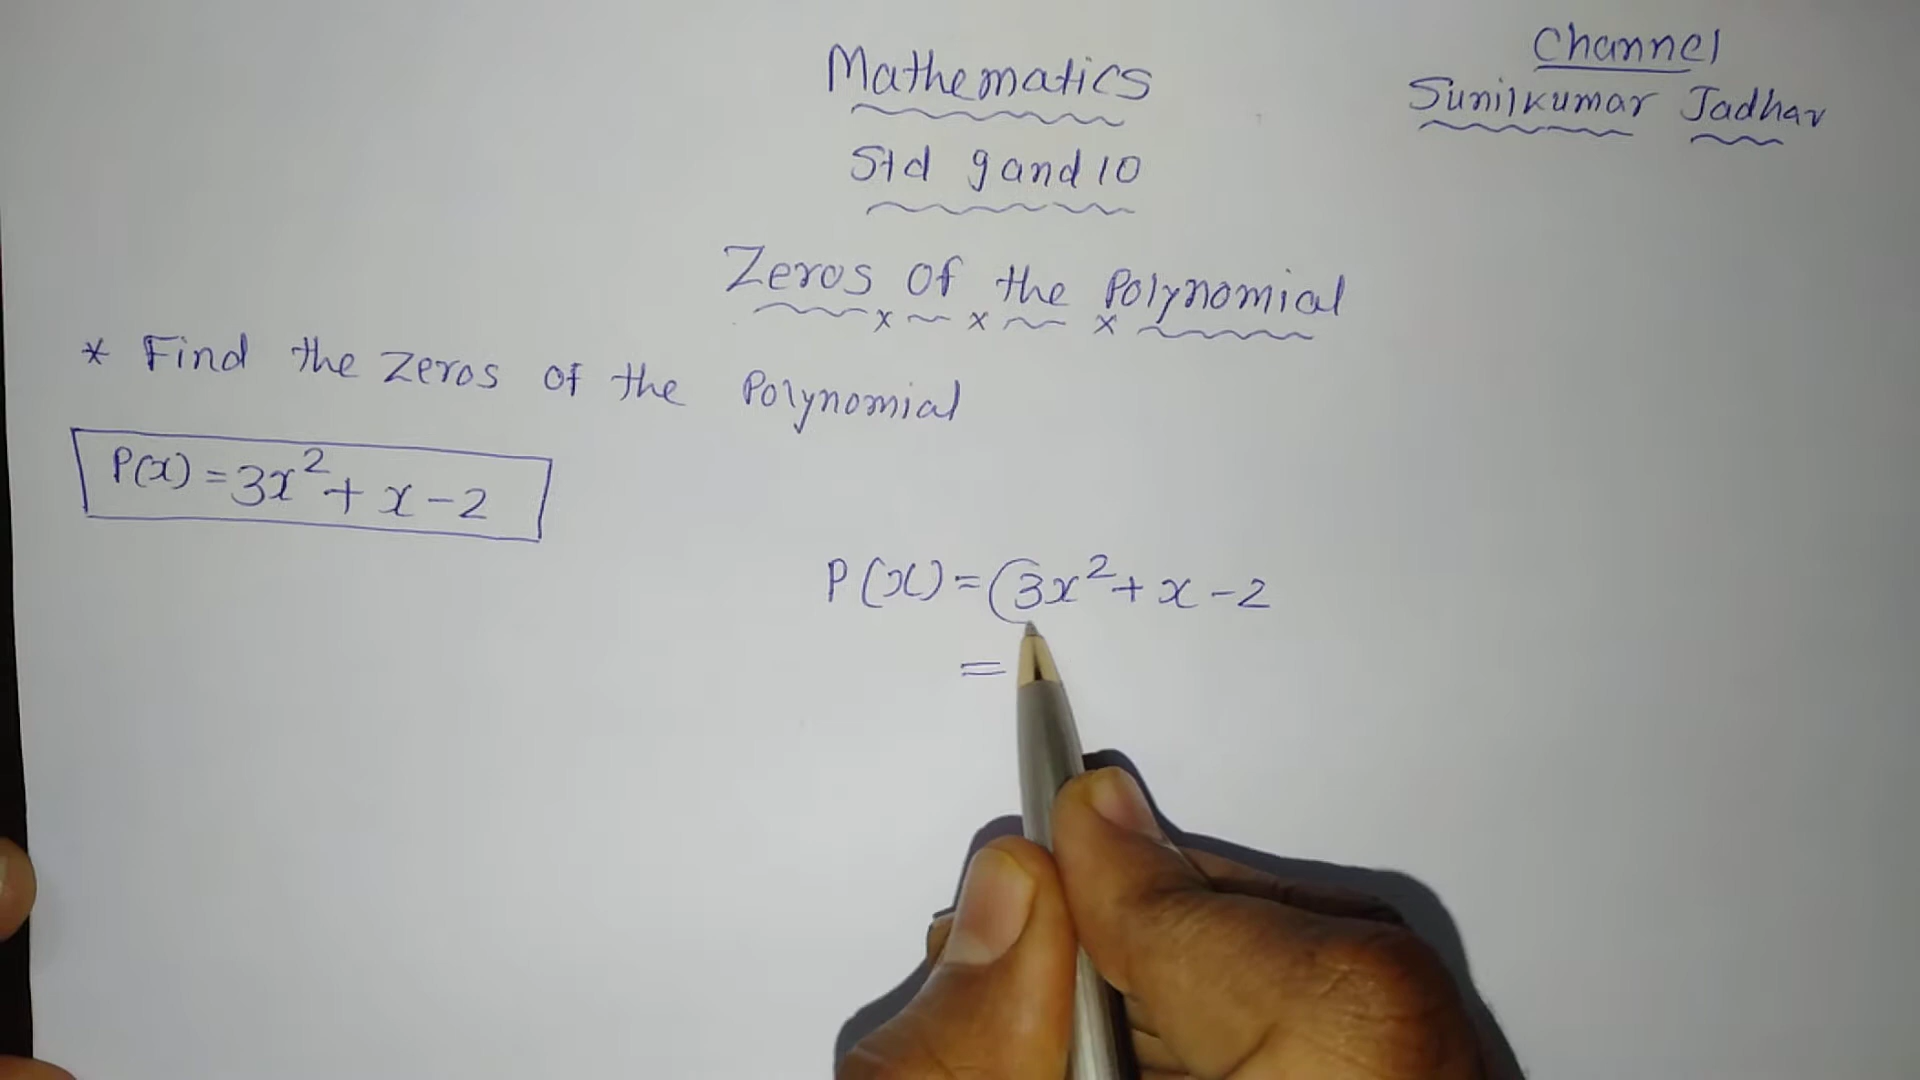 Channel
Sunilkumar Jadhav
Mathematics
Std 9 and 10
Zeros of the Polynomial
* Find the zeros of the Polynomial
P(x) = 3x² + x - 2
P(x) = (3x² + x - 2
=